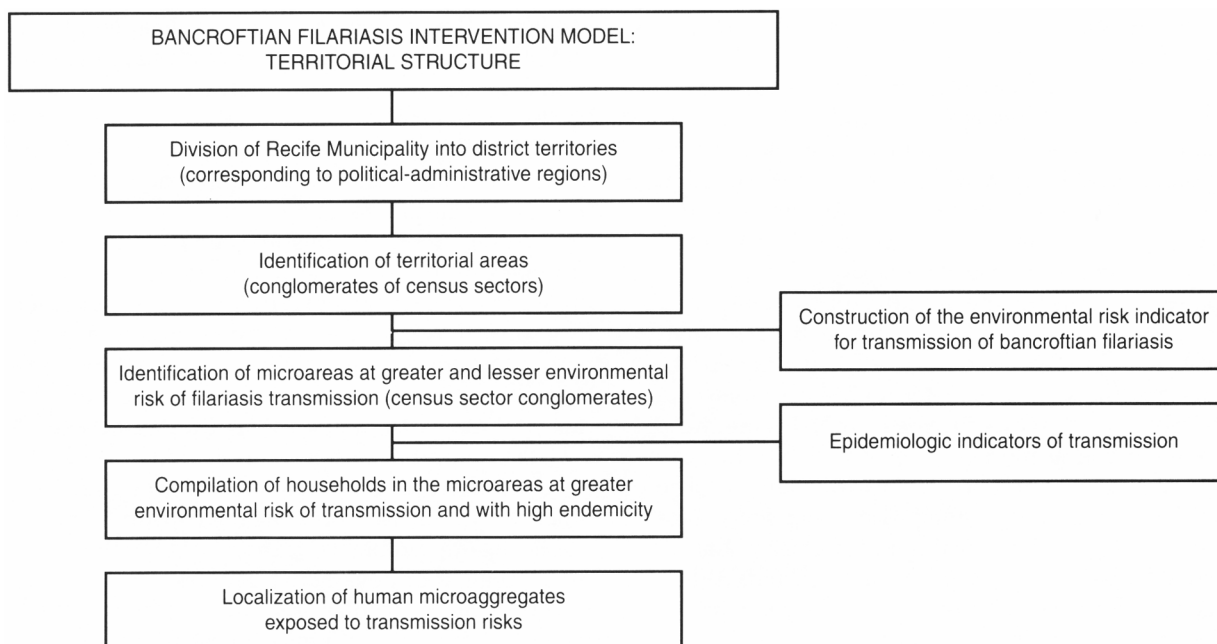 BANCROFTIAN FILARIASIS INTERVENTION MODEL:
TERRITORIAL STRUCTURE
Division of Recife Municipality into district territories
(corresponding to political-administrative regions)
Identification of territorial areas
(conglomerates of census sectors)
Construction of the environmental risk indicator
for transmission of bancroftian filariasis
Identification of microareas at greater and lesser environmental
risk of filariasis transmission (census sector conglomerates)
Epidemiologic indicators of transmission
Compilation of households in the microareas at greater
environmental risk of transmission and with high endemicity
Localization of human microaggregates
exposed to transmission risks